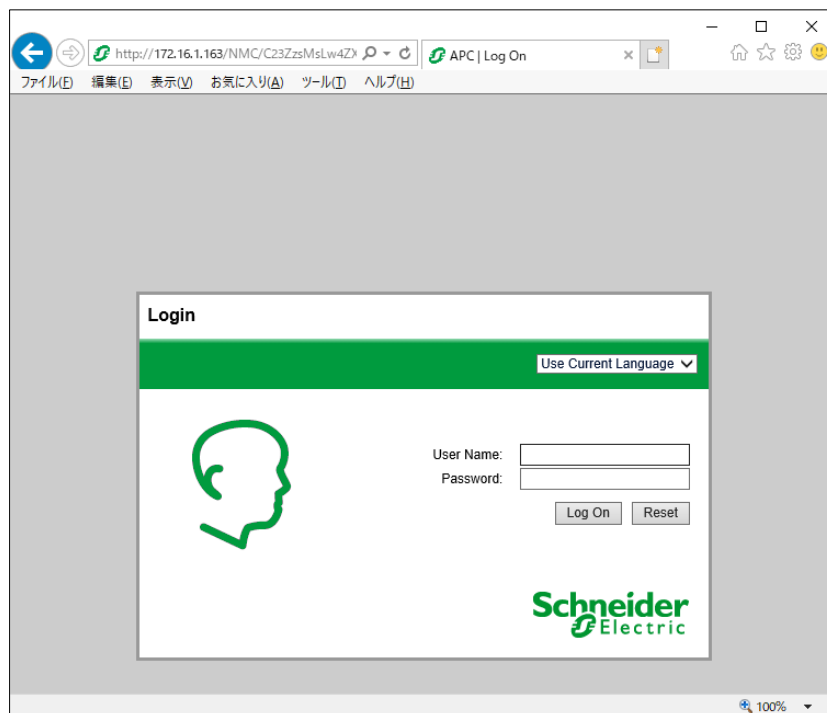 http://172.16.1.163/NMC/C23ZzsMsLw4ZX
APC | Log On
ファイル(F) 編集(E) 表示(V) お気に入り(A) ツール(T) ヘルプ(H)
Login
Use Current Language
User Name:
Password:
Log On Reset
Schneider
Electric
100%